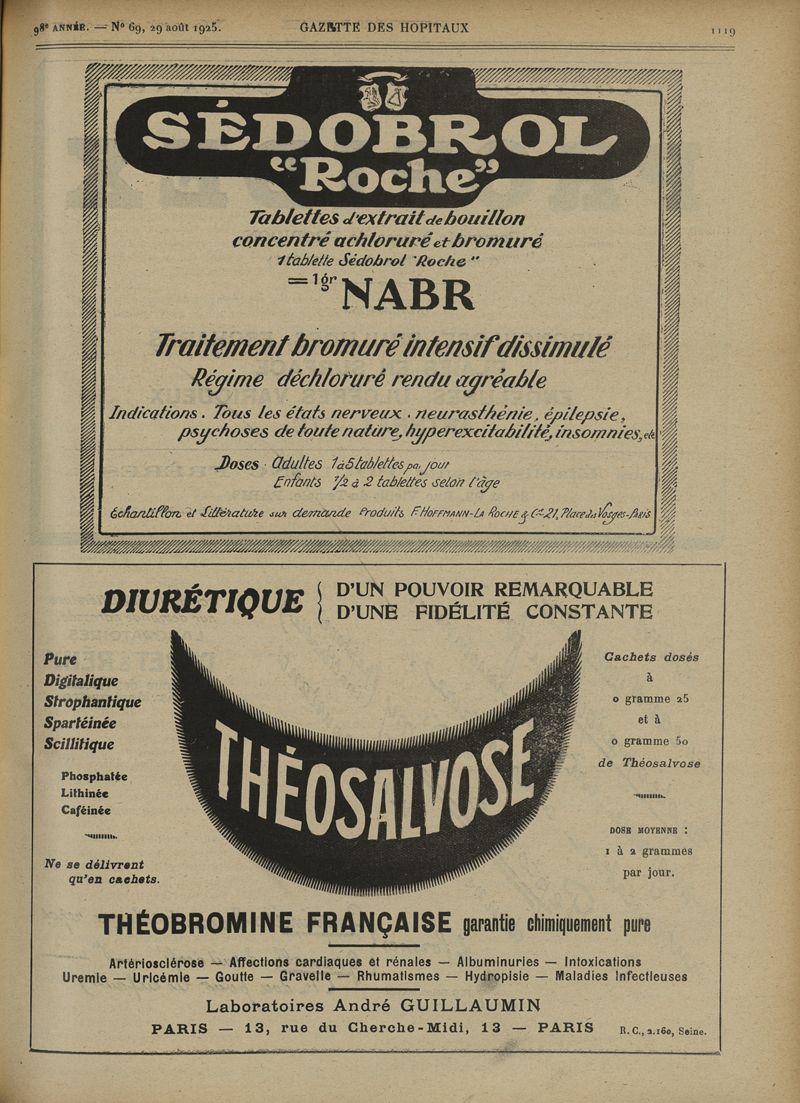 98e ANNÉE. — No 69, 29 août 1925. GAZETTE DES HOPITAUX 1119
SÉDOBROL
“Roche”
Tablettes d'extrait de bouillon
concentré achloruré et bromuré
1 tablette Sédobrol "Roche"
= 1gr NABR
Traitement bromuré intensif dissimulé
Régime déchloruré rendu agréable
Indications. Tous les états nerveux. neurasthénie, épilepsie,
psychoses de toute nature, hyperexcitabilité, insomnies, etc
Doses. Adultes 1 à 5 tablettes par jour
Enfants 1/2 à 2 tablettes selon l'âge
échantillon et Littérature sur demande Produits F. HOFFMANN-LA ROCHE & Cie 21, Place des Vosges-PARIS
DIURÉTIQUE { D'UN POUVOIR REMARQUABLE
D'UNE FIDÉLITÉ CONSTANTE
Pure
Digitalique
Strophantique
Spartéinée
Scillitique
Phosphatée
Lithinée
Caféinée
Ne se délivrent
qu'en cachets.
THÉOSALVOSE
Cachets dosés
à
0 gramme 25
et à
0 gramme 50
de Théosalvose
DOSE MOYENNE :
1 à 2 grammes
par jour.
THÉOBROMINE FRANÇAISE garantie chimiquement pure
Artériosclérose — Affections cardiaques et rénales — Albuminuries — Intoxications
Uremie — Uricémie — Goutte — Gravelle — Rhumatismes — Hydropisie — Maladies Infectieuses
Laboratoires André GUILLAUMIN
PARIS — 13, rue du Cherche-Midi, 13 — PARIS R. C., 2.160, Seine.